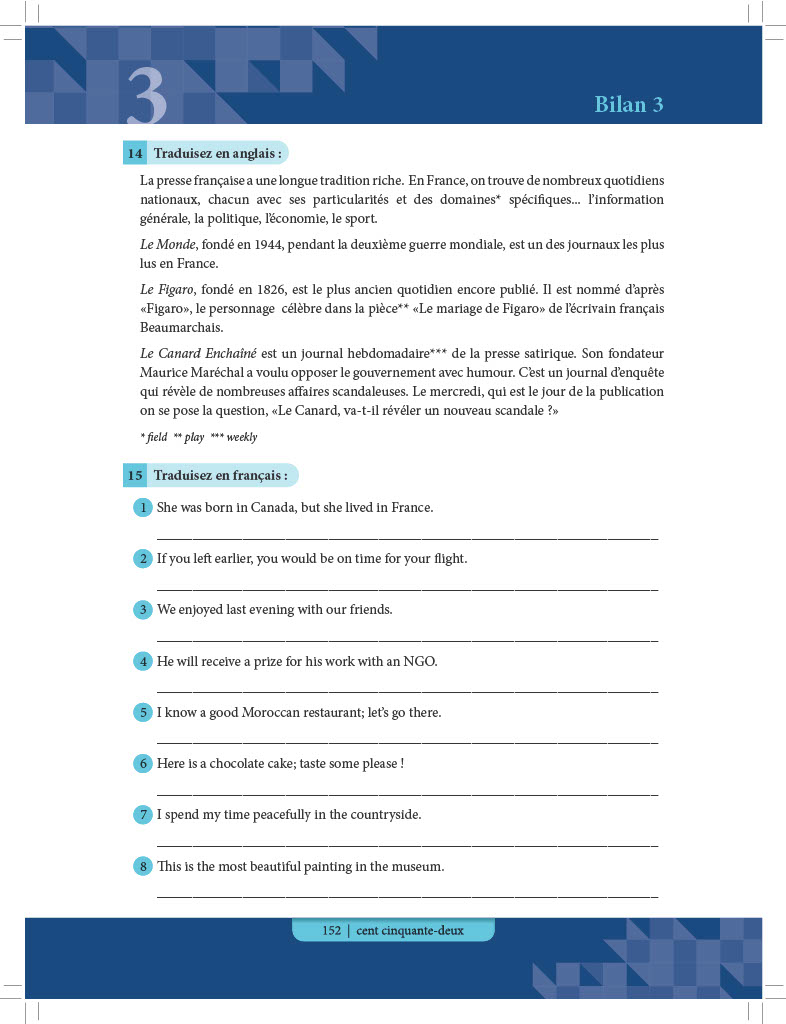 3
Bilan 3
14 Traduisez en anglais :
La presse française a une longue tradition riche. En France, on trouve de nombreux quotidiens
nationaux, chacun avec ses particularités et des domaines* spécifiques... l'information
générale, la politique, l'économie, le sport.
Le Monde, fondé en 1944, pendant la deuxième guerre mondiale, est un des journaux les plus
lus en France.
Le Figaro, fondé en 1826, est le plus ancien quotidien encore publié. Il est nommé d'après
«Figaro», le personnage célèbre dans la pièce** «Le mariage de Figaro» de l'écrivain français
Beaumarchais.
Le Canard Enchaîné est un journal hebdomadaire*** de la presse satirique. Son fondateur
Maurice Maréchal a voulu opposer le gouvernement avec humour. C'est un journal d'enquête
qui révèle de nombreuses affaires scandaleuses. Le mercredi, qui est le jour de la publication
on se pose la question, «Le Canard, va-t-il révéler un nouveau scandale ?»
* field ** play *** weekly
15 Traduisez en français :
1 She was born in Canada, but she lived in France.
2 If you left earlier, you would be on time for your flight.
3 We enjoyed last evening with our friends.
4 He will receive a prize for his work with an NGO.
5 I know a good Moroccan restaurant; let's go there.
6 Here is a chocolate cake; taste some please !
7 I spend my time peacefully in the countryside.
8 This is the most beautiful painting in the museum.
152 | cent cinquante-deux